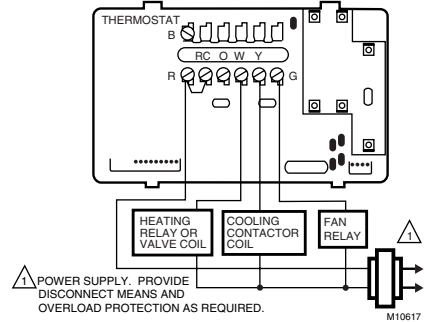 THERMOSTAT
B
RC O W Y
R G
HEATING RELAY OR VALVE COIL
COOLING CONTACTOR COIL
FAN RELAY
1
1 POWER SUPPLY. PROVIDE
DISCONNECT MEANS AND
OVERLOAD PROTECTION AS REQUIRED.
M10617